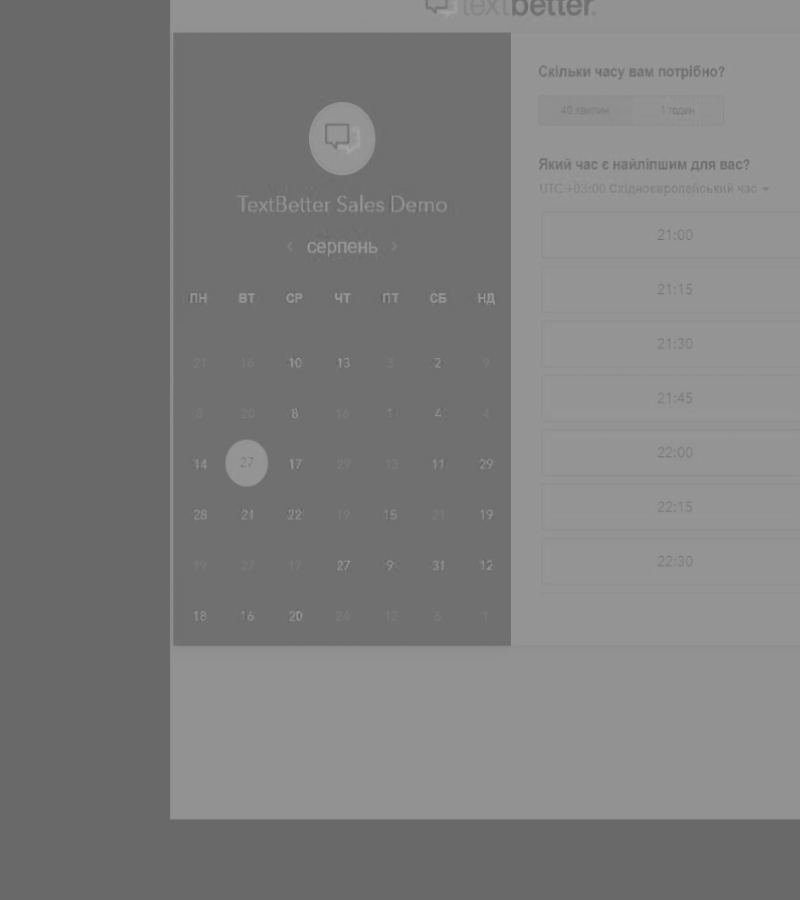 textbetter.
TextBetter Sales Demo
серпень
ПН ВТ СР ЧТ ПТ СБ НД
21 16 10 13 3 2 9
8 20 8 16 1 4 4
14 27 17 29 13 11 29
28 21 22 19 15 21 19
19 27 17 27 9 31 12
18 16 20 24 12 6 1
Скільки часу вам потрібно?
40 хвилин 1 годин
Який час є найліпшим для вас?
UTC +03:00 Східноєвропейський час
21:00
21:15
21:30
21:45
22:00
22:15
22:30